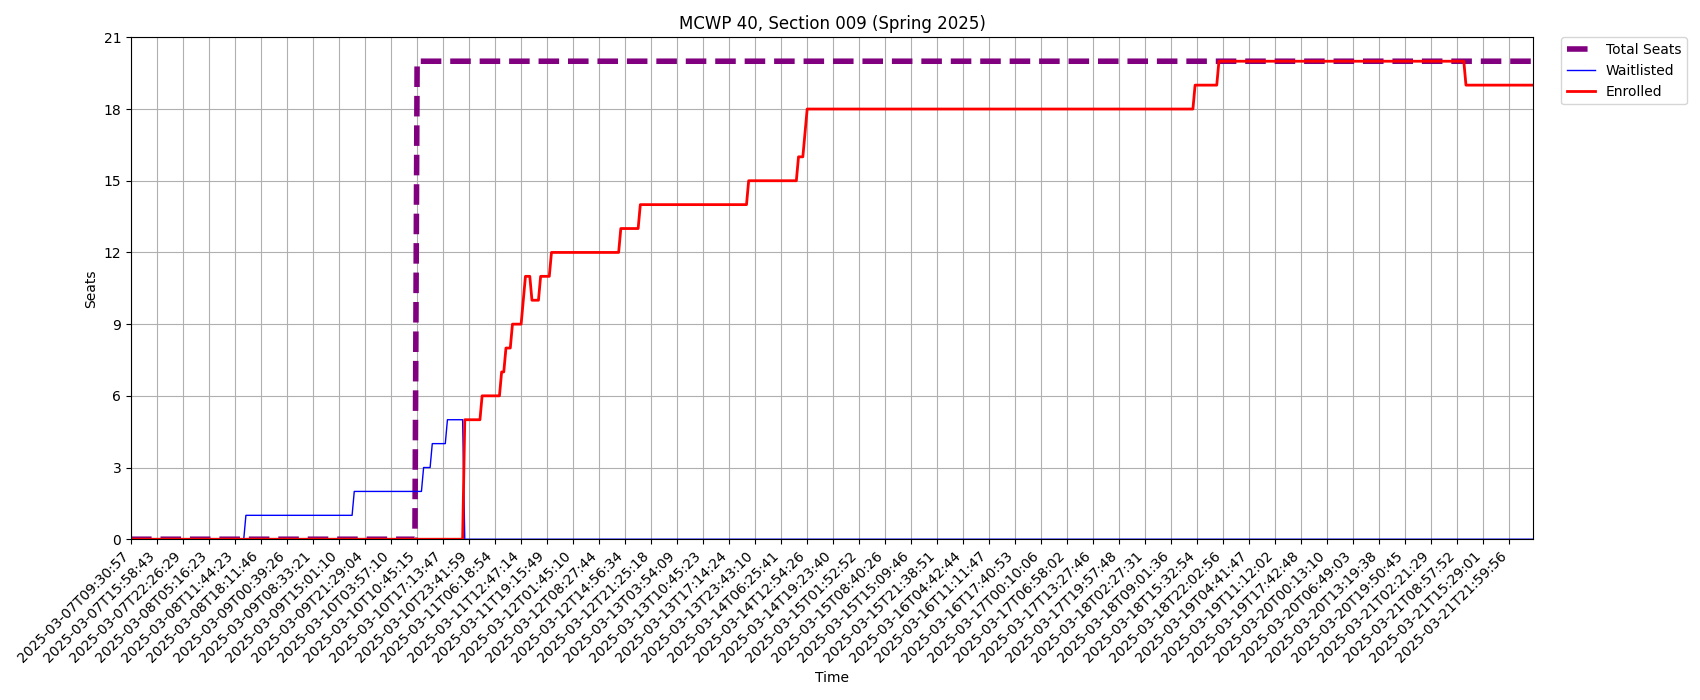 MCWP 40, Section 009 (Spring 2025)
Total Seats
Waitlisted
Enrolled
21
18
15
12
9
6
3
0
Seats
2025-03-07T09:30:57
2025-03-07T15:58:43
2025-03-07T22:26:29
2025-03-08T05:16:23
2025-03-08T11:44:23
2025-03-08T18:11:46
2025-03-09T00:39:26
2025-03-09T08:33:21
2025-03-09T15:01:10
2025-03-09T21:29:04
2025-03-10T03:57:10
2025-03-10T10:45:15
2025-03-10T17:13:47
2025-03-10T23:41:59
2025-03-11T06:18:54
2025-03-11T12:47:14
2025-03-11T19:15:49
2025-03-12T01:45:10
2025-03-12T08:27:44
2025-03-12T14:56:34
2025-03-12T21:25:18
2025-03-13T03:54:09
2025-03-13T10:45:23
2025-03-13T17:14:24
2025-03-13T23:43:10
2025-03-14T06:25:41
2025-03-14T12:54:26
2025-03-14T19:23:40
2025-03-15T01:52:52
2025-03-15T08:40:26
2025-03-15T15:09:46
2025-03-15T21:38:51
2025-03-16T04:42:44
2025-03-16T11:11:47
2025-03-16T17:40:53
2025-03-17T00:10:06
2025-03-17T06:58:02
2025-03-17T13:27:46
2025-03-17T19:57:48
2025-03-18T02:27:31
2025-03-18T09:01:36
2025-03-18T15:32:54
2025-03-18T22:02:56
2025-03-19T04:41:47
2025-03-19T11:12:02
2025-03-19T17:42:48
2025-03-20T00:13:10
2025-03-20T06:49:03
2025-03-20T13:19:38
2025-03-20T19:50:45
2025-03-21T02:21:29
2025-03-21T08:57:52
2025-03-21T15:29:01
2025-03-21T21:59:56
Time